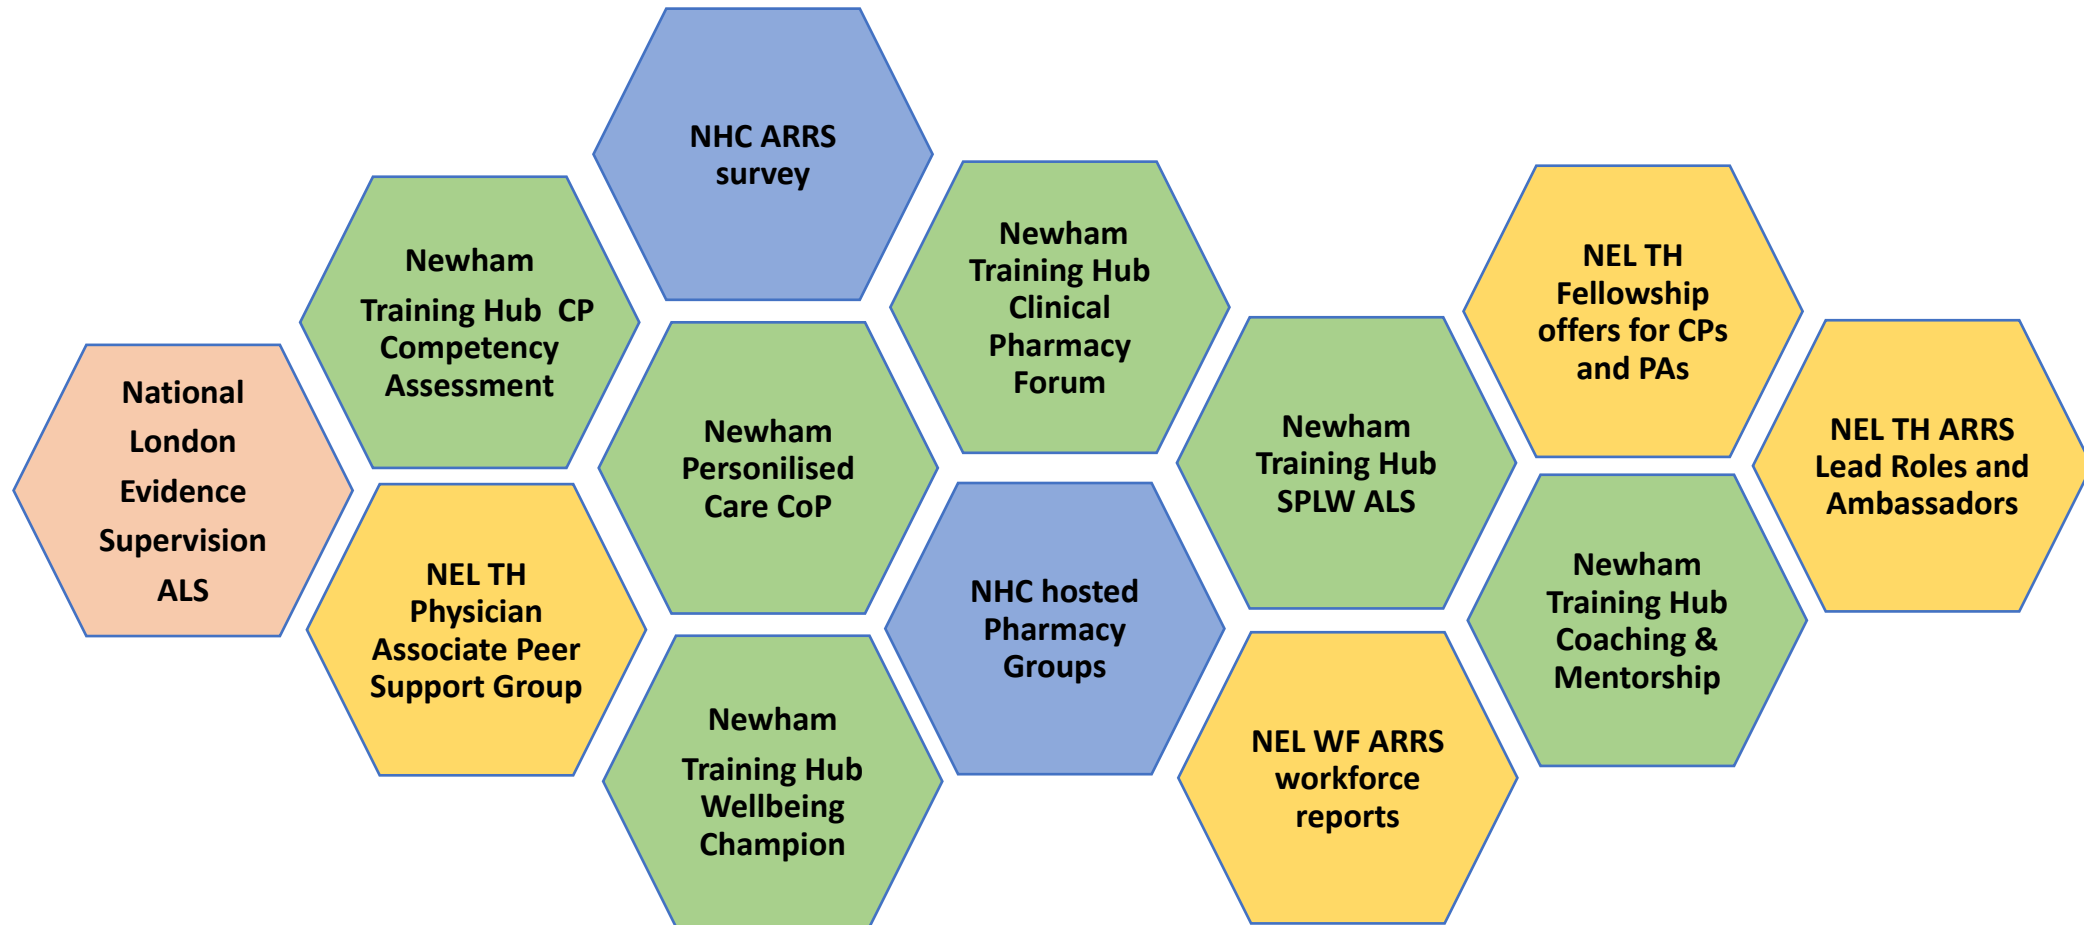 NHC ARRS
survey
Newham
Training Hub  CP
Competency
Assessment
Newham
Training Hub
Clinical
Pharmacy
Forum
NEL TH
Fellowship
offers for CPs
and PAs
National
London
Evidence
Supervision
ALS
Newham
Personilised
Care CoP
Newham
Training Hub
SPLW ALS
NEL TH ARRS
Lead Roles and
Ambassadors
NEL TH
Physician
Associate Peer
Support Group
NHC hosted
Pharmacy
Groups
Newham
Training Hub
Coaching &
Mentorship
Newham
Training Hub
Wellbeing
Champion
NEL WF ARRS
workforce
reports